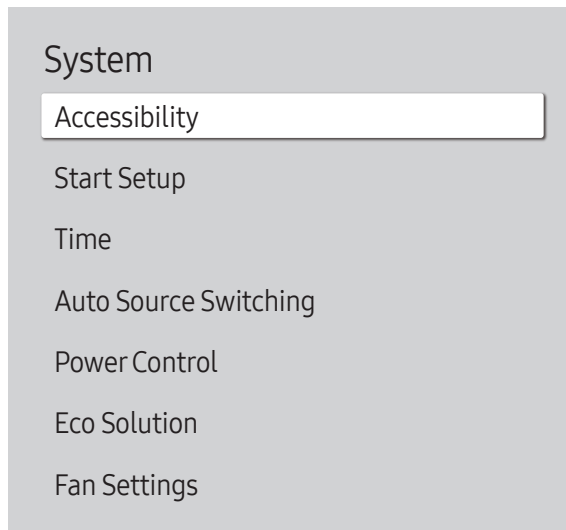 System
Accessibility
Start Setup
Time
Auto Source Switching
Power Control
Eco Solution
Fan Settings